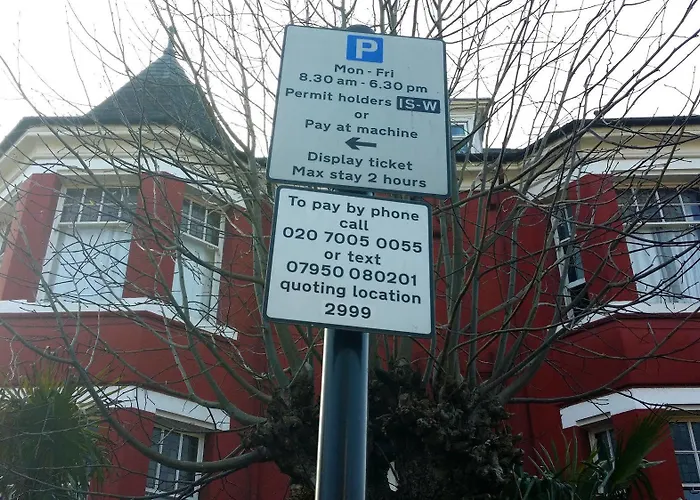 P
Mon - Fri
8.30 am - 6.30 pm
Permit holders IS-W
or
Pay at machine
Display ticket
Max stay 2 hours
To pay by phone
call
020 7005 0055
or text
07950 080201
quoting location
2999